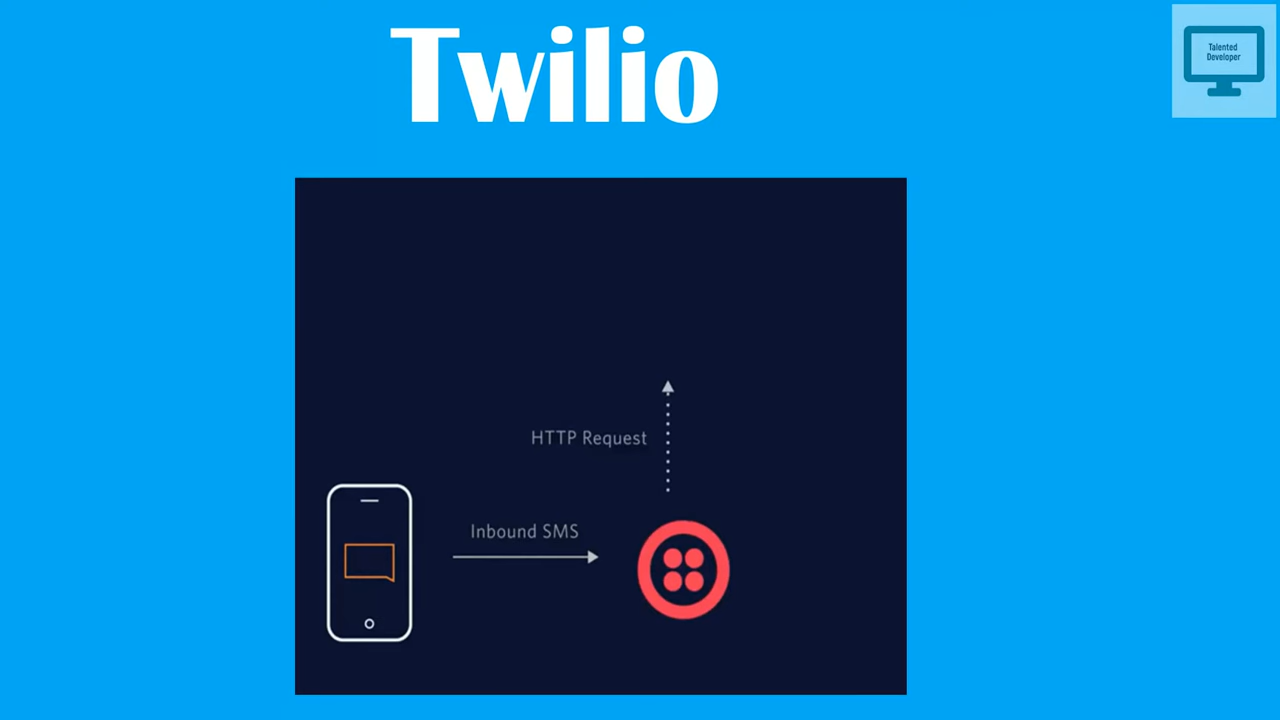 Twilio
Talented
Developer
HTTP Request
Inbound SMS